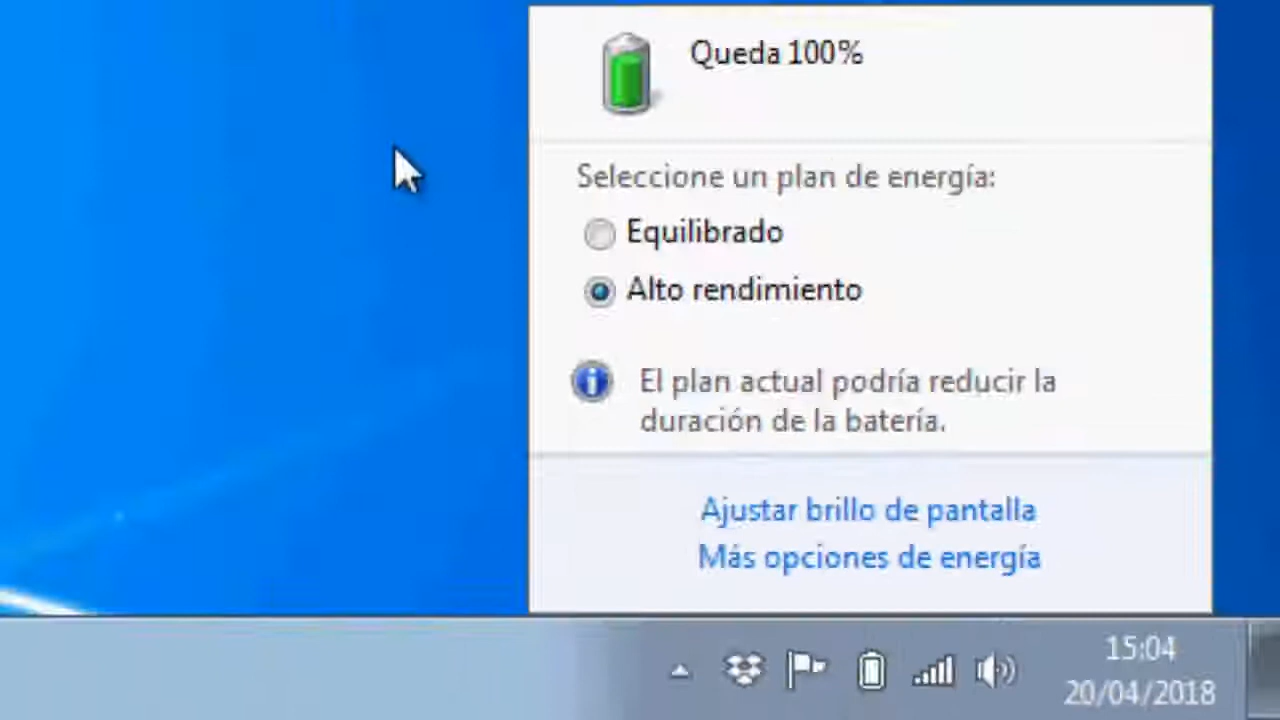 Queda 100%
Seleccione un plan de energía:
Equilibrado
Alto rendimiento
El plan actual podría reducir la
duración de la batería.
Ajustar brillo de pantalla
Más opciones de energía
15:04
20/04/2018